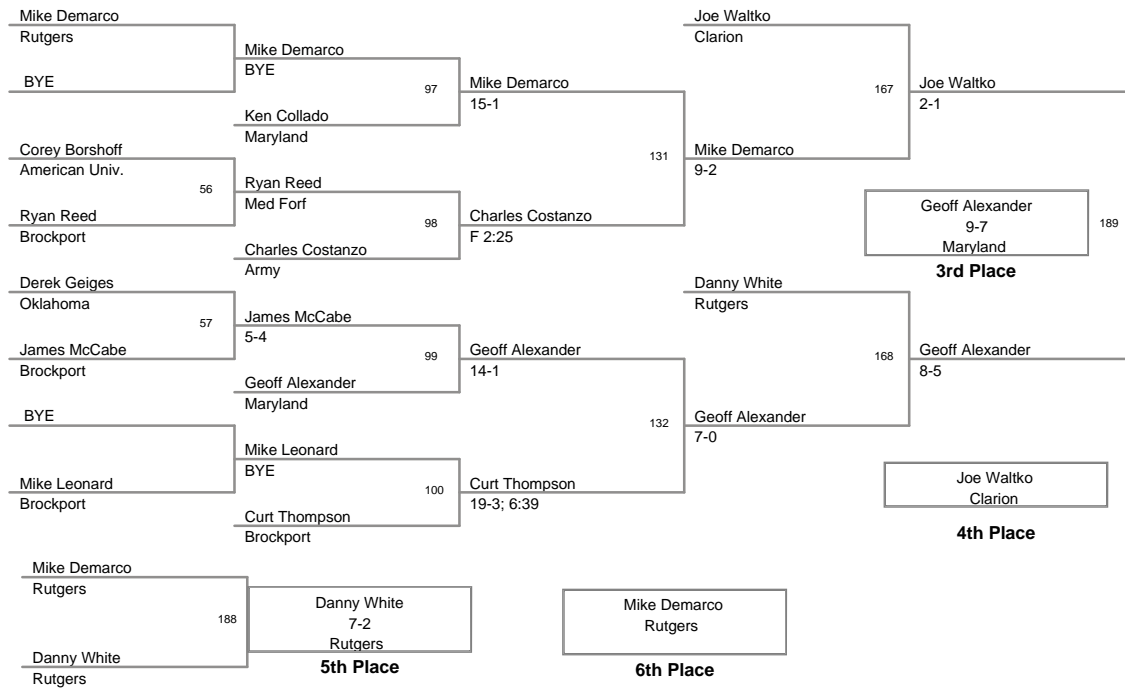 Mike Demarco
Rutgers
BYE
Corey Borshoff
American Univ.
56
Ryan Reed
Brockport
Derek Geiges
Oklahoma
57
James McCabe
Brockport
BYE
Mike Leonard
Brockport
Mike Demarco
BYE
97
Ken Collado
Maryland
Ryan Reed
Med Forf
98
Charles Costanzo
Army
James McCabe
5-4
99
Geoff Alexander
Maryland
Mike Leonard
BYE
100
Curt Thompson
Brockport
Mike Demarco
15-1
131
Charles Costanzo
F 2:25
Geoff Alexander
14-1
132
Curt Thompson
19-3; 6:39
Joe Waltko
Clarion
167
Mike Demarco
9-2
Danny White
Rutgers
168
Geoff Alexander
7-0
Joe Waltko
2-1
Geoff Alexander
9-7
Maryland
189
3rd Place
Geoff Alexander
8-5
Joe Waltko
Clarion
4th Place
Mike Demarco
Rutgers
188
Danny White
Rutgers
Danny White
7-2
Rutgers
5th Place
Mike Demarco
Rutgers
6th Place